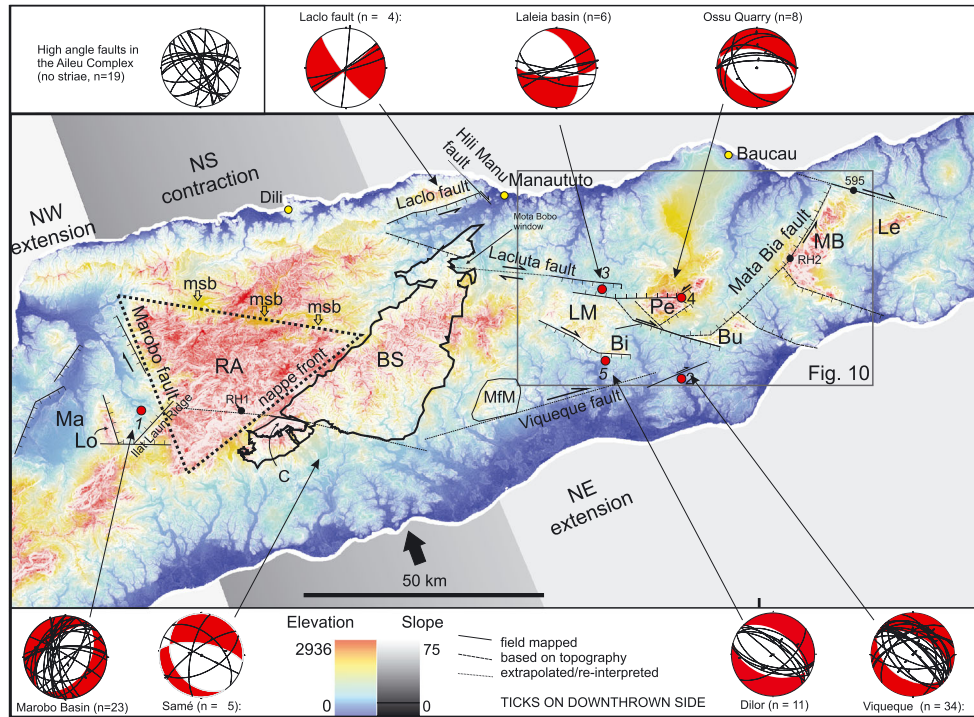 High angle faults in
the Aileu Complex
(no striae, n=19)
Laclo fault (n = 4):
Laleia basin(n=6)
Ossu Quarry(n=8)
NS
contraction
NW
extension
Dili
Hili Manu
fault
Manaututo
Baucau
Laclo fault
Mota Bobo
window
595
Lacluta fault
Mata Bia fault
MB
Le
RH2
msb
msb
msb
3
4
Pe
LM
Bu
Bi
5
2
Marobo fault
RA
nappe front
BS
RH1
MfM
Viqueque fault
Fig. 10
Ma
Lo
1
Ilat Laun Ridge
C
NE
extension
50 km
Elevation
2936
0
Slope
75
0
field mapped
based on topography
extrapolated/re-interpreted
TICKS ON DOWNTHROWN SIDE
Marobo Basin (n=23)
Samé (n = 5):
Dilor (n = 11)
Viqueque (n = 34):